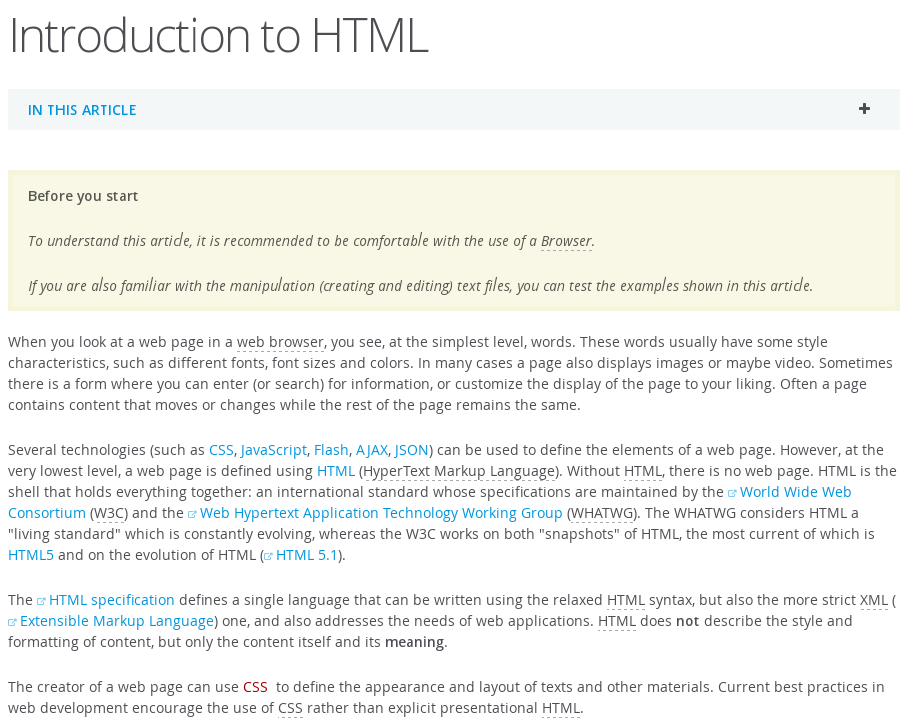 Introduction to HTML
IN THIS ARTICLE
Before you start
To understand this article, it is recommended to be comfortable with the use of a Browser.
If you are also familiar with the manipulation (creating and editing) text files, you can test the examples shown in this article.
When you look at a web page in a web browser, you see, at the simplest level, words. These words usually have some style
characteristics, such as different fonts, font sizes and colors. In many cases a page also displays images or maybe video. Sometimes
there is a form where you can enter (or search) for information, or customize the display of the page to your liking. Often a page
contains content that moves or changes while the rest of the page remains the same.
Several technologies (such as CSS, JavaScript, Flash, AJAX, JSON) can be used to define the elements of a web page. However, at the
very lowest level, a web page is defined using HTML (HyperText Markup Language). Without HTML, there is no web page. HTML is the
shell that holds everything together: an international standard whose specifications are maintained by the World Wide Web
Consortium (W3C) and the Web Hypertext Application Technology Working Group (WHATWG). The WHATWG considers HTML a
"living standard" which is constantly evolving, whereas the W3C works on both "snapshots" of HTML, the most current of which is
HTML5 and on the evolution of HTML (HTML 5.1).
The HTML specification defines a single language that can be written using the relaxed HTML syntax, but also the more strict XML (
Extensible Markup Language) one, and also addresses the needs of web applications. HTML does not describe the style and
formatting of content, but only the content itself and its meaning.
The creator of a web page can use CSS to define the appearance and layout of texts and other materials. Current best practices in
web development encourage the use of CSS rather than explicit presentational HTML.